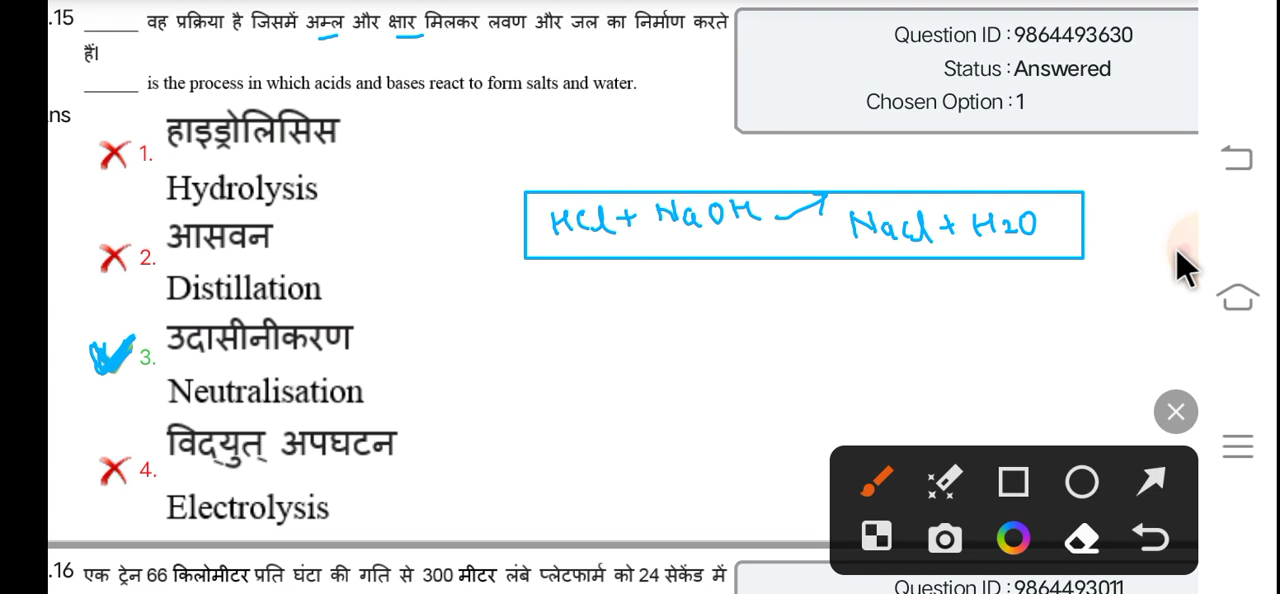 .15 _____ वह प्रक्रिया है जिसमें अम्ल और क्षार मिलकर लवण और जल का निर्माण करते
हैं।
_____ is the process in which acids and bases react to form salts and water.
ns
1. हाइड्रोलिसिस
Hydrolysis
2. आसवन
Distillation
3. उदासीनीकरण
Neutralisation
4. विद्युत् अपघटन
Electrolysis
Question ID : 9864493630
Status : Answered
Chosen Option : 1
HCl + NaOH → NaCl + H2O
.16 एक ट्रेन 66 किलोमीटर प्रति घंटा की गति से 300 मीटर लंबे प्लेटफार्म को 24 सेकेंड में
Question ID : 9864493011